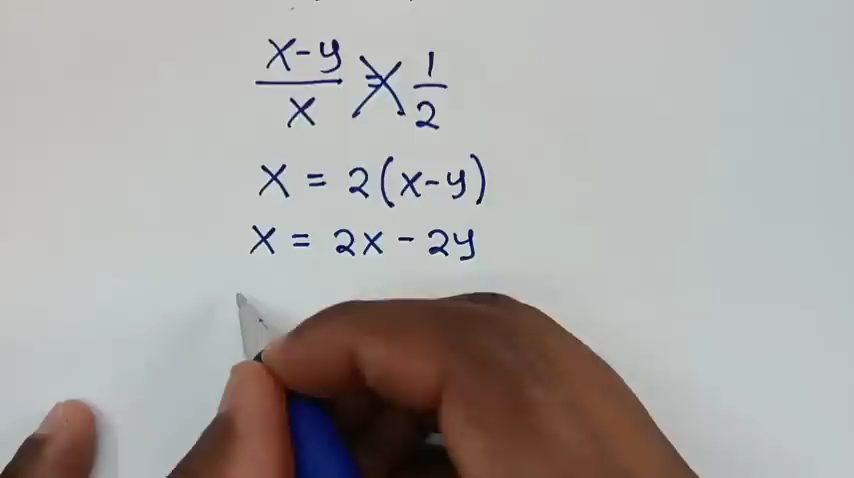 x-y/x = 1/2
x = 2(x-y)
x = 2x - 2y